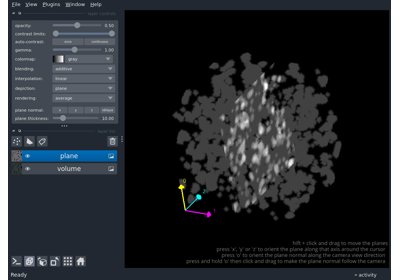 File View Plugins Window Help
layer controls
opacity: 0.50
contrast limits:
auto-contrast: once continuous
gamma: 1.00
colormap: gray
blending: additive
interpolation: linear
depiction: plane
rendering: average
plane normal: x y z oblique
plane thickness: 10.00
plane
volume
shift + click and drag to move the planes
press 'x', 'y' or 'z' to orient the plane along that axis around the cursor
press 'o' to orient the plane normal along the camera view direction
press and hold 'o' then click and drag to make the plane normal follow the camera
Ready
activity